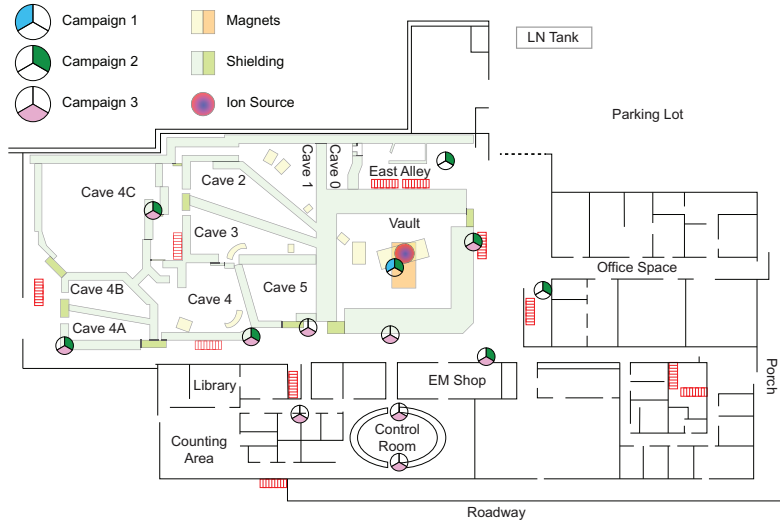 Campaign 1
Magnets
LN Tank
Campaign 2
Shielding
Campaign 3
Ion Source
Parking Lot
Cave 4C
Cave 2
Cave 1
Cave 0
East Alley
Vault
Cave 3
Office Space
Cave 4B
Cave 4
Cave 5
Cave 4A
Library
EM Shop
Porch
Counting
Area
Control
Room
Roadway